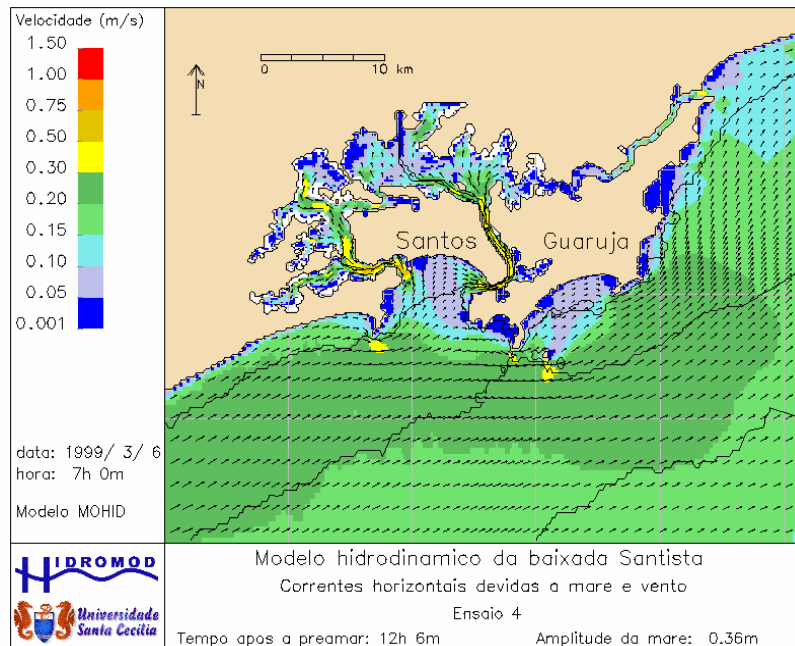 Velocidade (m/s)
1.50
1.00
0.75
0.50
0.30
0.20
0.15
0.10
0.05
0.001
N
0 10
km
Santos Guaruja
data: 1999/ 3/ 6
hora: 7h 0m
Modelo MOHID
HIDROMOD
Universidade
Santa Cecília
Modelo hidrodinamico da baixada Santista
Correntes horizontais devidas a mare e vento
Ensaio 4
Tempo apos a preamar: 12h 6m Amplitude da mare: 0.36m